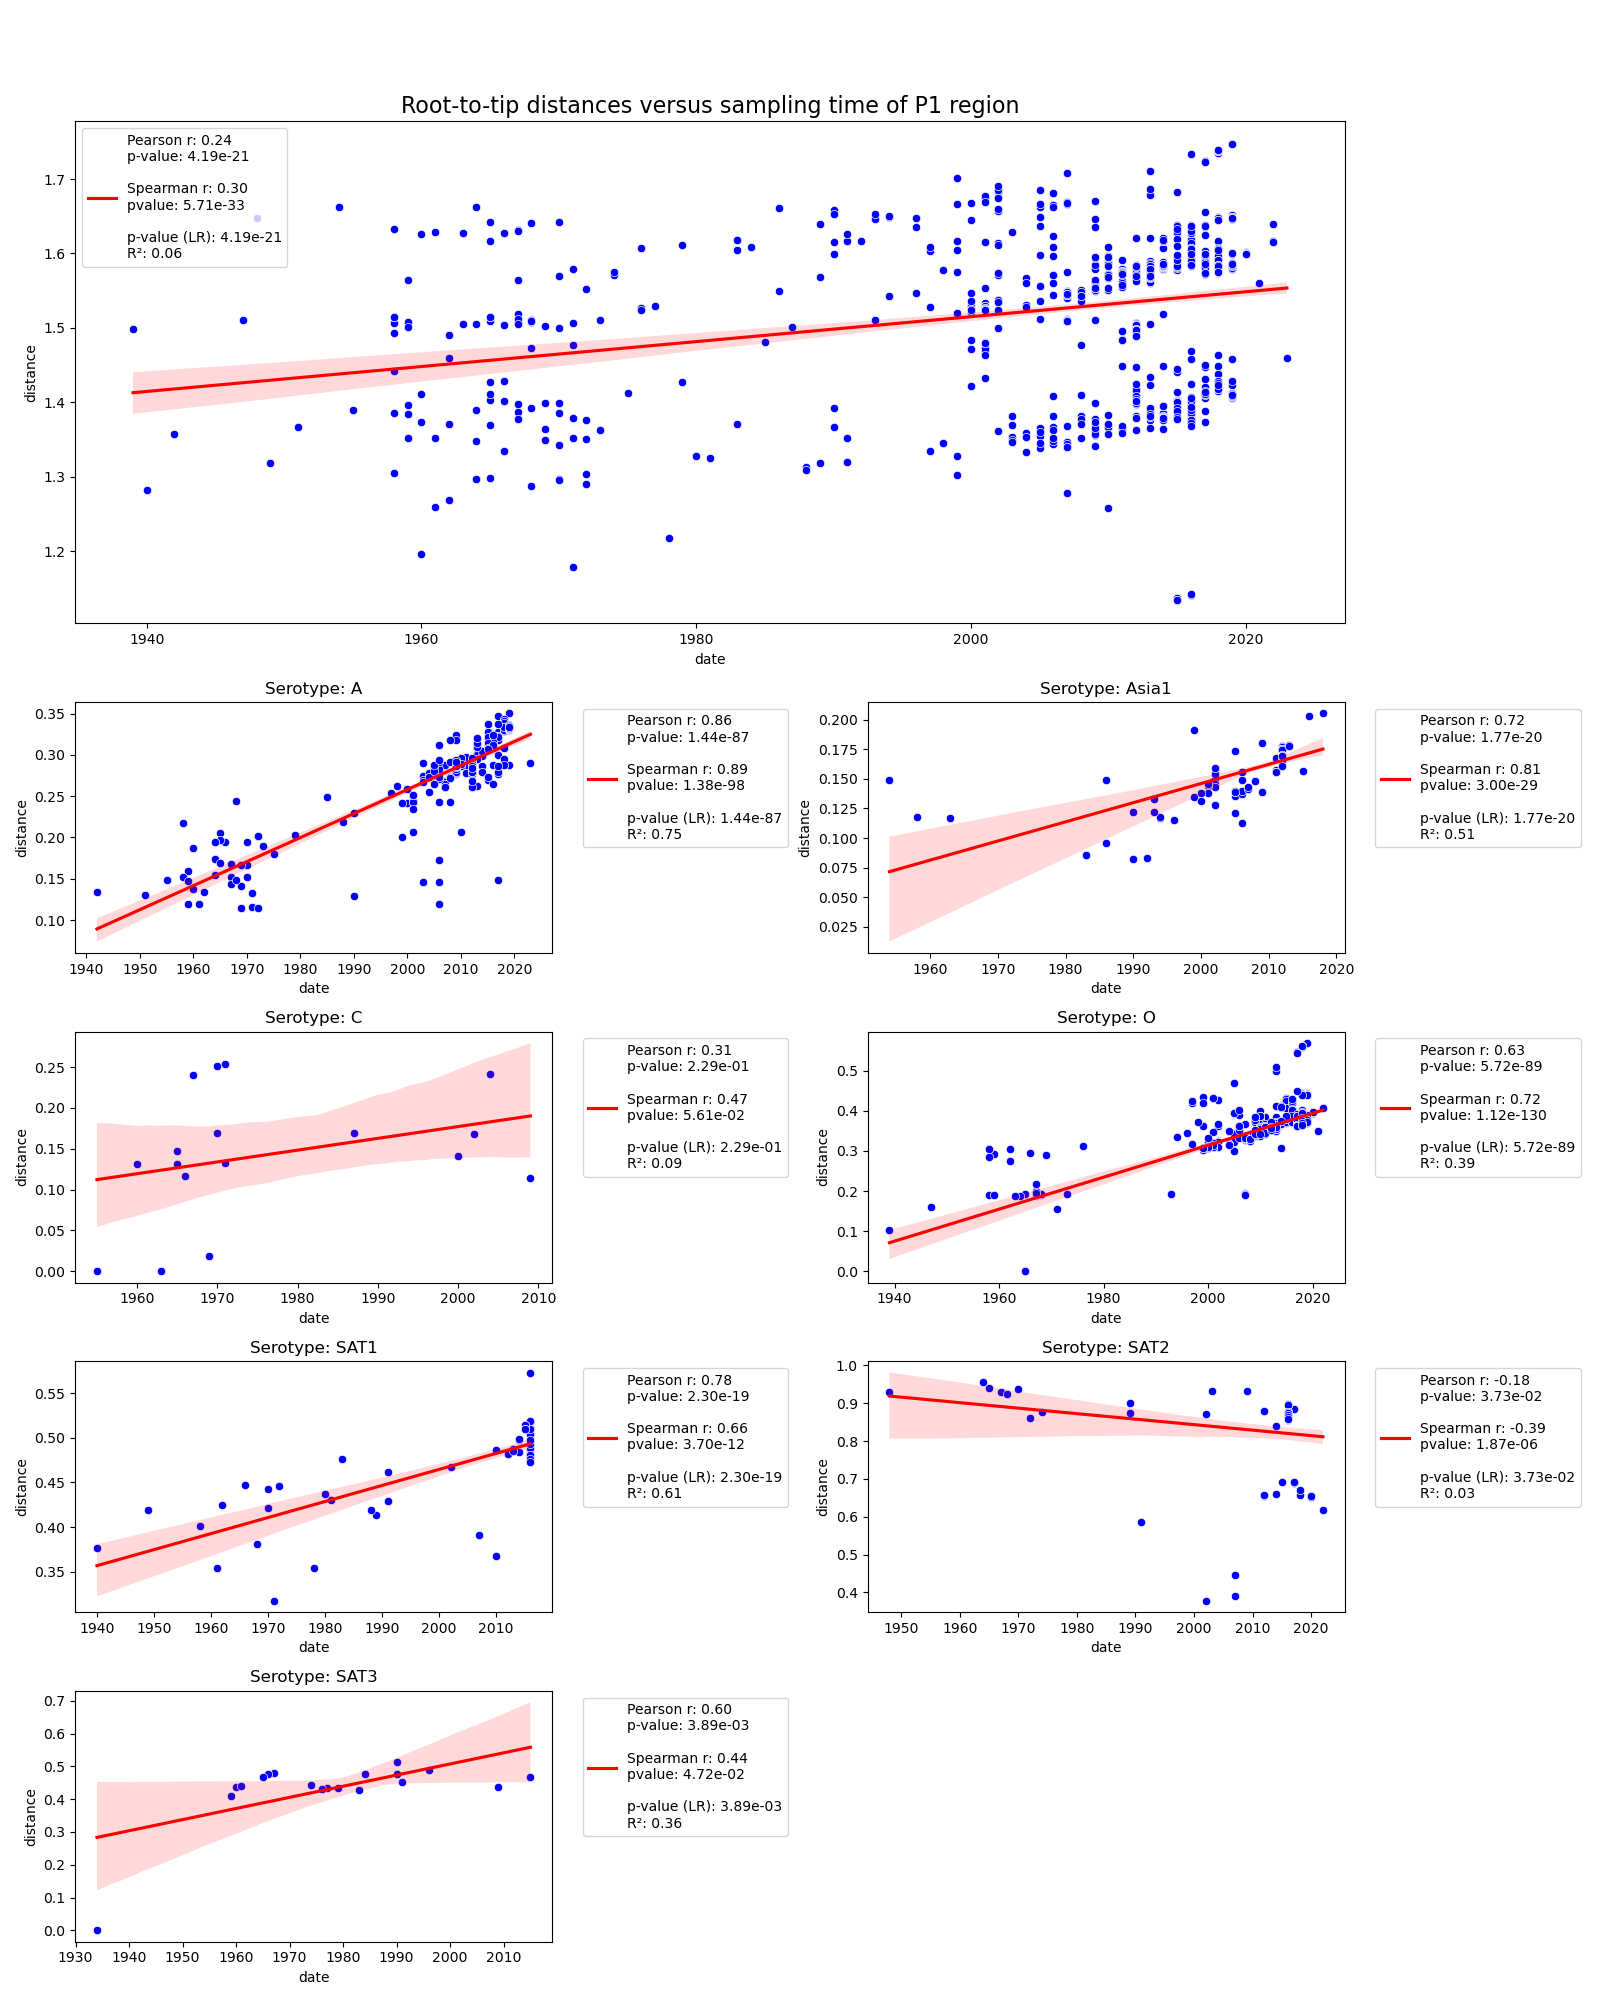 Root-to-tip distances versus sampling time of P1 region
Pearson r: 0.24
p-value: 4.19e-21
Spearman r: 0.30
pvalue: 5.71e-33
p-value (LR): 4.19e-21
R²: 0.06
distance
1.7
1.6
1.5
1.4
1.3
1.2
1940 1960 1980 2000 2020
date
Serotype: A
Pearson r: 0.86
p-value: 1.44e-87
Spearman r: 0.89
pvalue: 1.38e-98
p-value (LR): 1.44e-87
R²: 0.75
distance
0.35
0.30
0.25
0.20
0.15
0.10
1940 1950 1960 1970 1980 1990 2000 2010 2020
date
Serotype: Asia1
Pearson r: 0.72
p-value: 1.77e-20
Spearman r: 0.81
pvalue: 3.00e-29
p-value (LR): 1.77e-20
R²: 0.51
distance
0.200
0.175
0.150
0.125
0.100
0.075
0.050
0.025
1960 1970 1980 1990 2000 2010 2020
date
Serotype: C
Pearson r: 0.31
p-value: 2.29e-01
Spearman r: 0.47
pvalue: 5.61e-02
p-value (LR): 2.29e-01
R²: 0.09
distance
0.25
0.20
0.15
0.10
0.05
0.00
1960 1970 1980 1990 2000 2010
date
Serotype: O
Pearson r: 0.63
p-value: 5.72e-89
Spearman r: 0.72
pvalue: 1.12e-130
p-value (LR): 5.72e-89
R²: 0.39
distance
0.5
0.4
0.3
0.2
0.1
0.0
1940 1960 1980 2000 2020
date
Serotype: SAT1
Pearson r: 0.78
p-value: 2.30e-19
Spearman r: 0.66
pvalue: 3.70e-12
p-value (LR): 2.30e-19
R²: 0.61
distance
0.55
0.50
0.45
0.40
0.35
1940 1950 1960 1970 1980 1990 2000 2010
date
Serotype: SAT2
Pearson r: -0.18
p-value: 3.73e-02
Spearman r: -0.39
pvalue: 1.87e-06
p-value (LR): 3.73e-02
R²: 0.03
distance
1.0
0.9
0.8
0.7
0.6
0.5
0.4
1950 1960 1970 1980 1990 2000 2010 2020
date
Serotype: SAT3
Pearson r: 0.60
p-value: 3.89e-03
Spearman r: 0.44
pvalue: 4.72e-02
p-value (LR): 3.89e-03
R²: 0.36
distance
0.7
0.6
0.5
0.4
0.3
0.2
0.1
0.0
1930 1940 1950 1960 1970 1980 1990 2000 2010
date